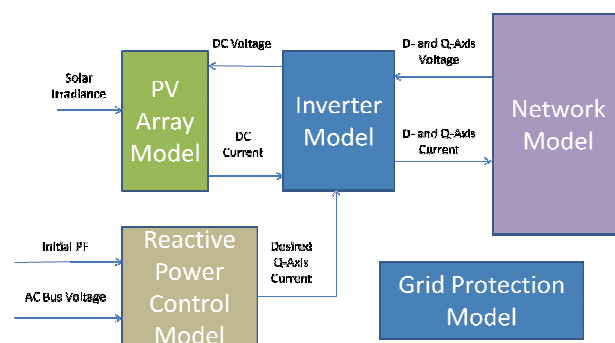 DC Voltage
D- and Q-Axis
Voltage
Solar
Irradiance
PV
Array
Model
Inverter
Model
Network
Model
DC
Current
D- and Q-Axis
Current
Initial PF
AC Bus Voltage
Reactive
Power
Control
Model
Desired
Q-Axis
Current
Grid Protection
Model